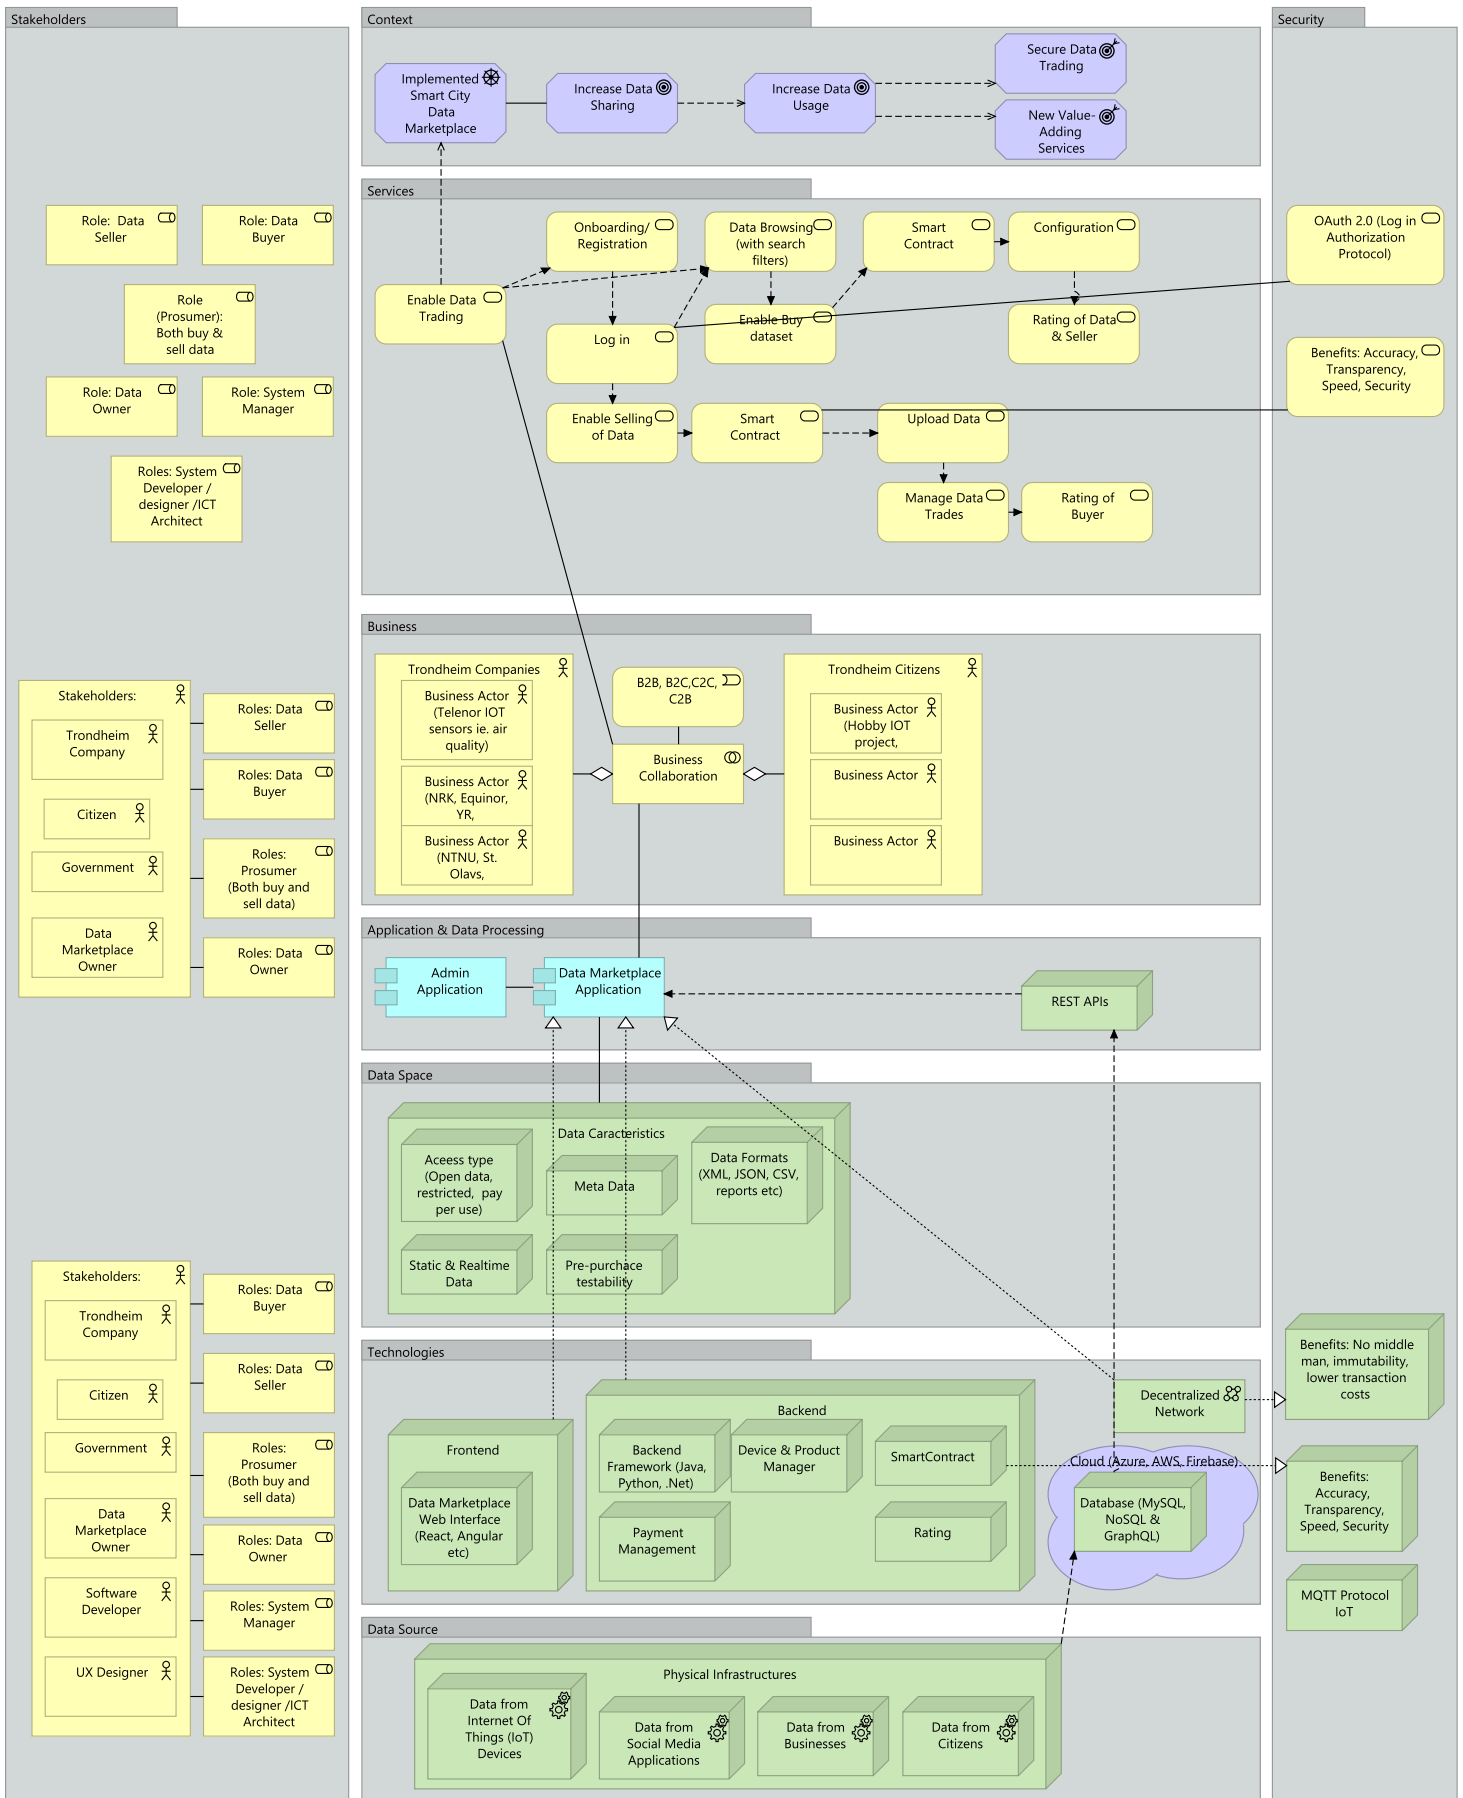 Stakeholders
Role:  Data
Seller
Role: Data
Buyer
Role
(Prosumer):
Both buy &
sell data
Role: Data
Owner
Role: System
Manager
Roles: System
Developer /
designer /ICT
Architect
Stakeholders:
Trondheim
Company
Citizen
Government
Data
Marketplace
Owner
Roles: Data
Seller
Roles: Data
Buyer
Roles:
Prosumer
(Both buy and
sell data)
Roles: Data
Owner
Stakeholders:
Trondheim
Company
Citizen
Government
Data
Marketplace
Owner
Software
Developer
UX Designer
Roles: Data
Buyer
Roles: Data
Seller
Roles:
Prosumer
(Both buy and
sell data)
Roles: Data
Owner
Roles: System
Manager
Roles: System
Developer /
designer /ICT
Architect
Context
Implemented
Smart City
Data
Marketplace
Increase Data
Sharing
Increase Data
Usage
Secure Data
Trading
New Value-
Adding
Services
Services
Enable Data
Trading
Onboarding/
Registration
Data Browsing
(with search
filters)
Smart
Contract
Configuration
Log in
Enable Buy
dataset
Rating of Data
& Seller
Enable Selling
of Data
Smart
Contract
Upload Data
Manage Data
Trades
Rating of
Buyer
Business
Trondheim Companies
Business Actor
(Telenor IOT
sensors ie. air
quality)
Business Actor
(NRK, Equinor,
YR,
Business Actor
(NTNU, St.
Olavs,
B2B, B2C,C2C,
C2B
Business
Collaboration
Trondheim Citizens
Business Actor
(Hobby IOT
project,
Business Actor
Business Actor
Application & Data Processing
Admin
Application
Data Marketplace
Application
REST APIs
Data Space
Data Caracteristics
Aceess type
(Open data,
restricted,  pay
per use)
Meta Data
Data Formats
(XML, JSON, CSV,
reports etc)
Static & Realtime
Data
Pre-purchace
testability
Technologies
Frontend
Data Marketplace
Web Interface
(React, Angular
etc)
Backend
Backend
Framework (Java,
Python, .Net)
Device & Product
Manager
SmartContract
Payment
Management
Rating
Decentralized
Network
Cloud (Azure, AWS, Firebase)
Database (MySQL,
NoSQL &
GraphQL)
Data Source
Physical Infrastructures
Data from
Internet Of
Things (IoT)
Devices
Data from
Social Media
Applications
Data from
Businesses
Data from
Citizens
Security
OAuth 2.0 (Log in
Authorization
Protocol)
Benefits: Accuracy,
Transparency,
Speed, Security
Benefits: No middle
man, immutability,
lower transaction
costs
Benefits:
Accuracy,
Transparency,
Speed, Security
MQTT Protocol
IoT